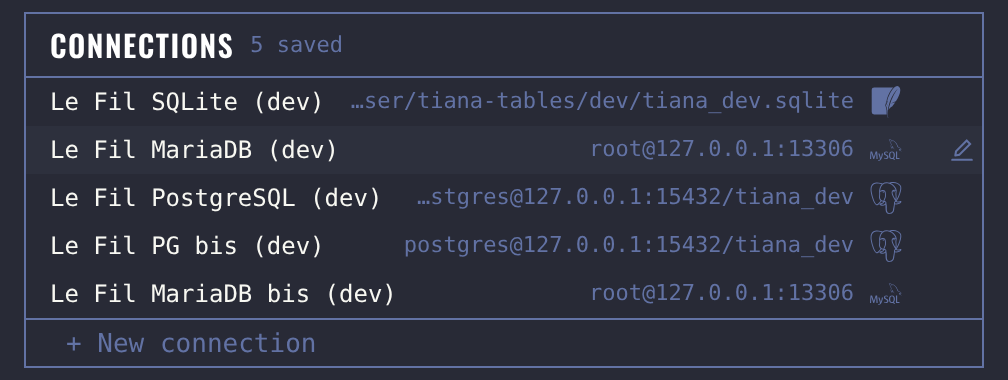 CONNECTIONS 5 saved
Le Fil SQLite (dev) …ser/tiana-tables/dev/tiana_dev.sqlite
Le Fil MariaDB (dev) root@127.0.0.1:13306 MySQL
Le Fil PostgreSQL (dev) …stgres@127.0.0.1:15432/tiana_dev
Le Fil PG bis (dev) postgres@127.0.0.1:15432/tiana_dev
Le Fil MariaDB bis (dev) root@127.0.0.1:13306 MySQL
+ New connection